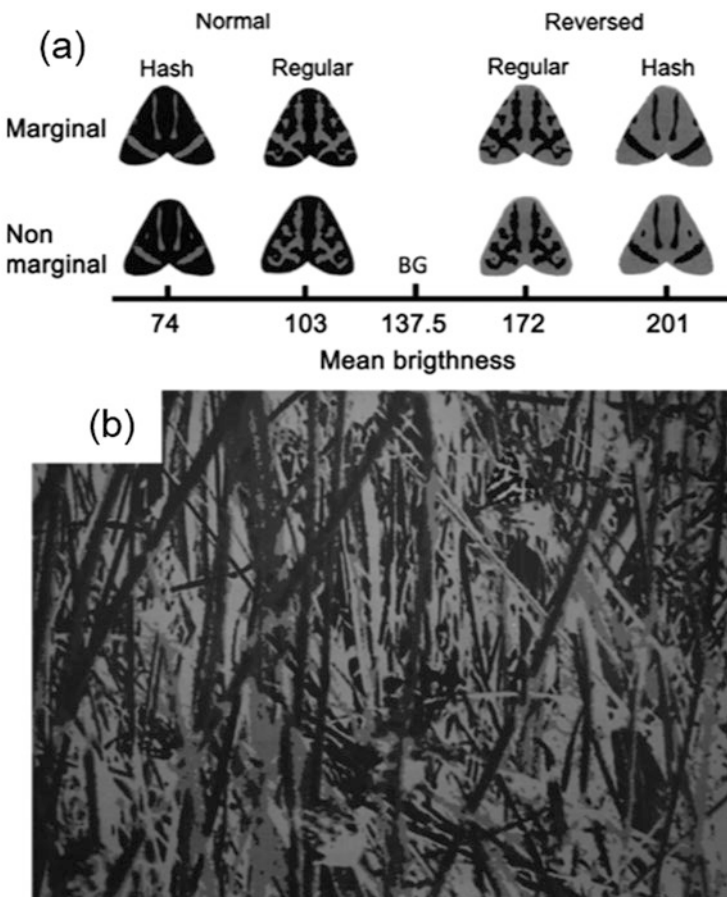 (a)
Normal Reversed
Hash Regular Regular Hash
Marginal
Non
marginal
BG
74 103 137.5 172 201
Mean brigthness
(b)